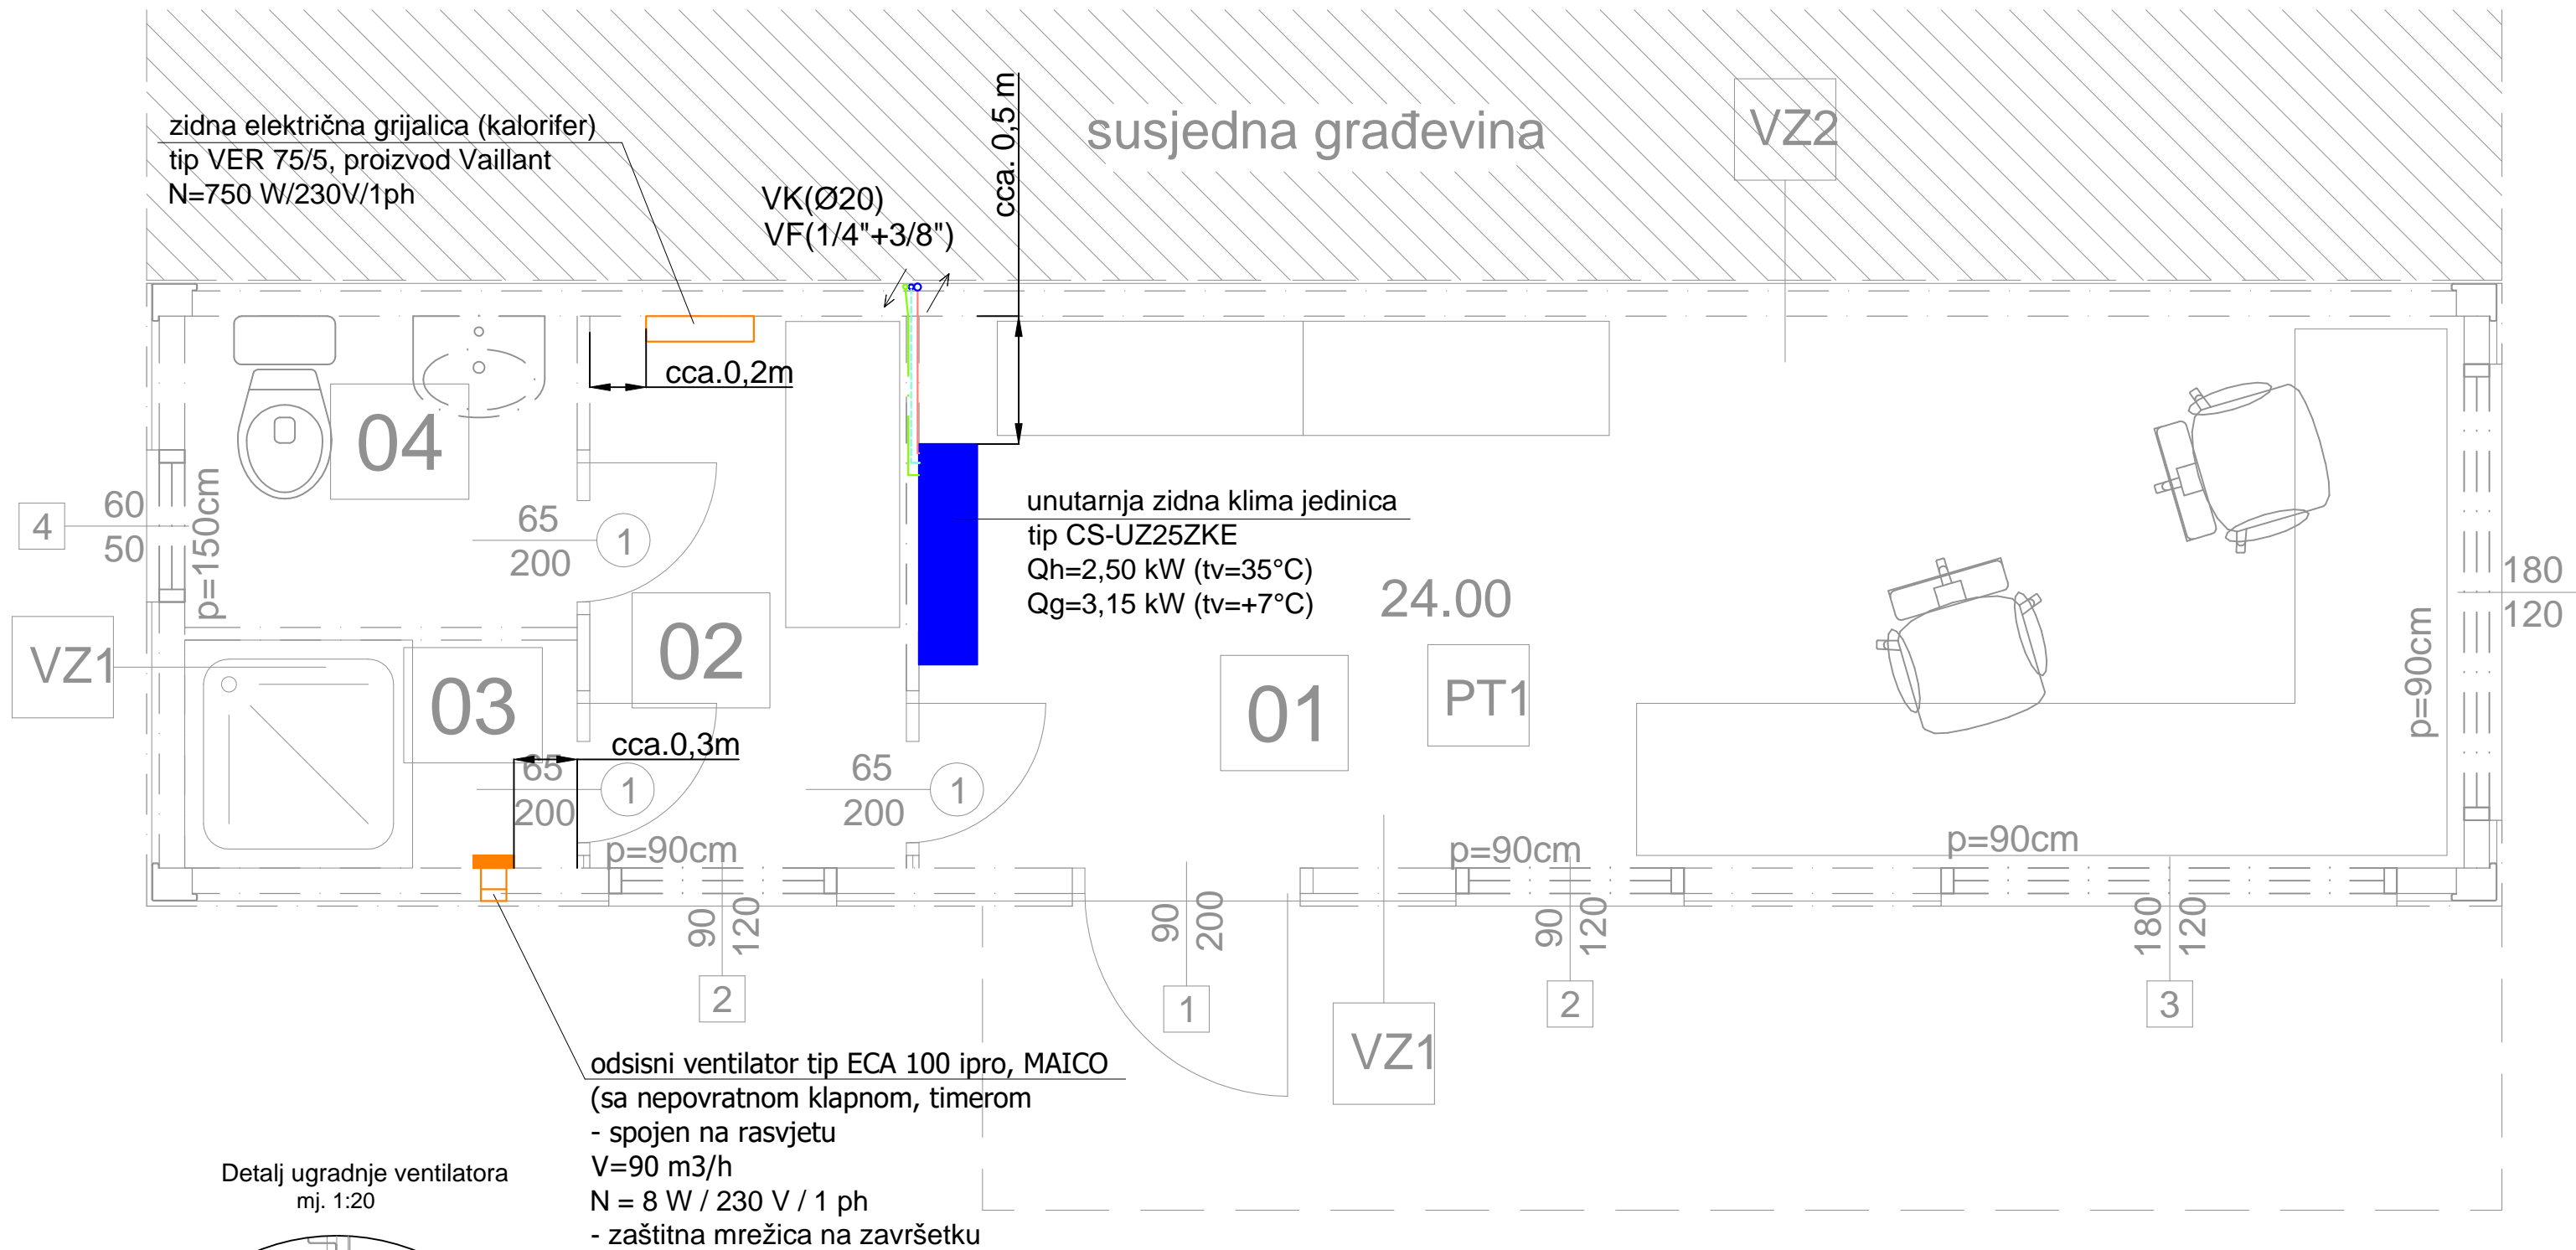 zidna električna grijalica (kalorifer)
tip VER 75/5, proizvod Vaillant
N=750 W/230V/1ph
VK(Ø20)
VF(1/4"+3/8")
cca. 0,5 m
susjedna građevina
VZ2
cca.0,2m
04
60
50
4
p=150cm
65
200
1
unutarnja zidna klima jedinica
tip CS-UZ25ZKE
Qh=2,50 kW (tv=35°C)
Qg=3,15 kW (tv=+7°C)
24.00
180
120
VZ1
02
03
01
PT1
p=90cm
cca.0,3m
65
200
1
65
200
1
p=90cm
p=90cm
p=90cm
90
120
2
90
200
1
90
120
2
180
120
3
VZ1
odsisni ventilator tip ECA 100 ipro, MAICO
(sa nepovratnom klapnom, timerom
- spojen na rasvjetu
V=90 m3/h
N = 8 W / 230 V / 1 ph
- zaštitna mrežica na završetku
Detalj ugradnje ventilatora
mj. 1:20